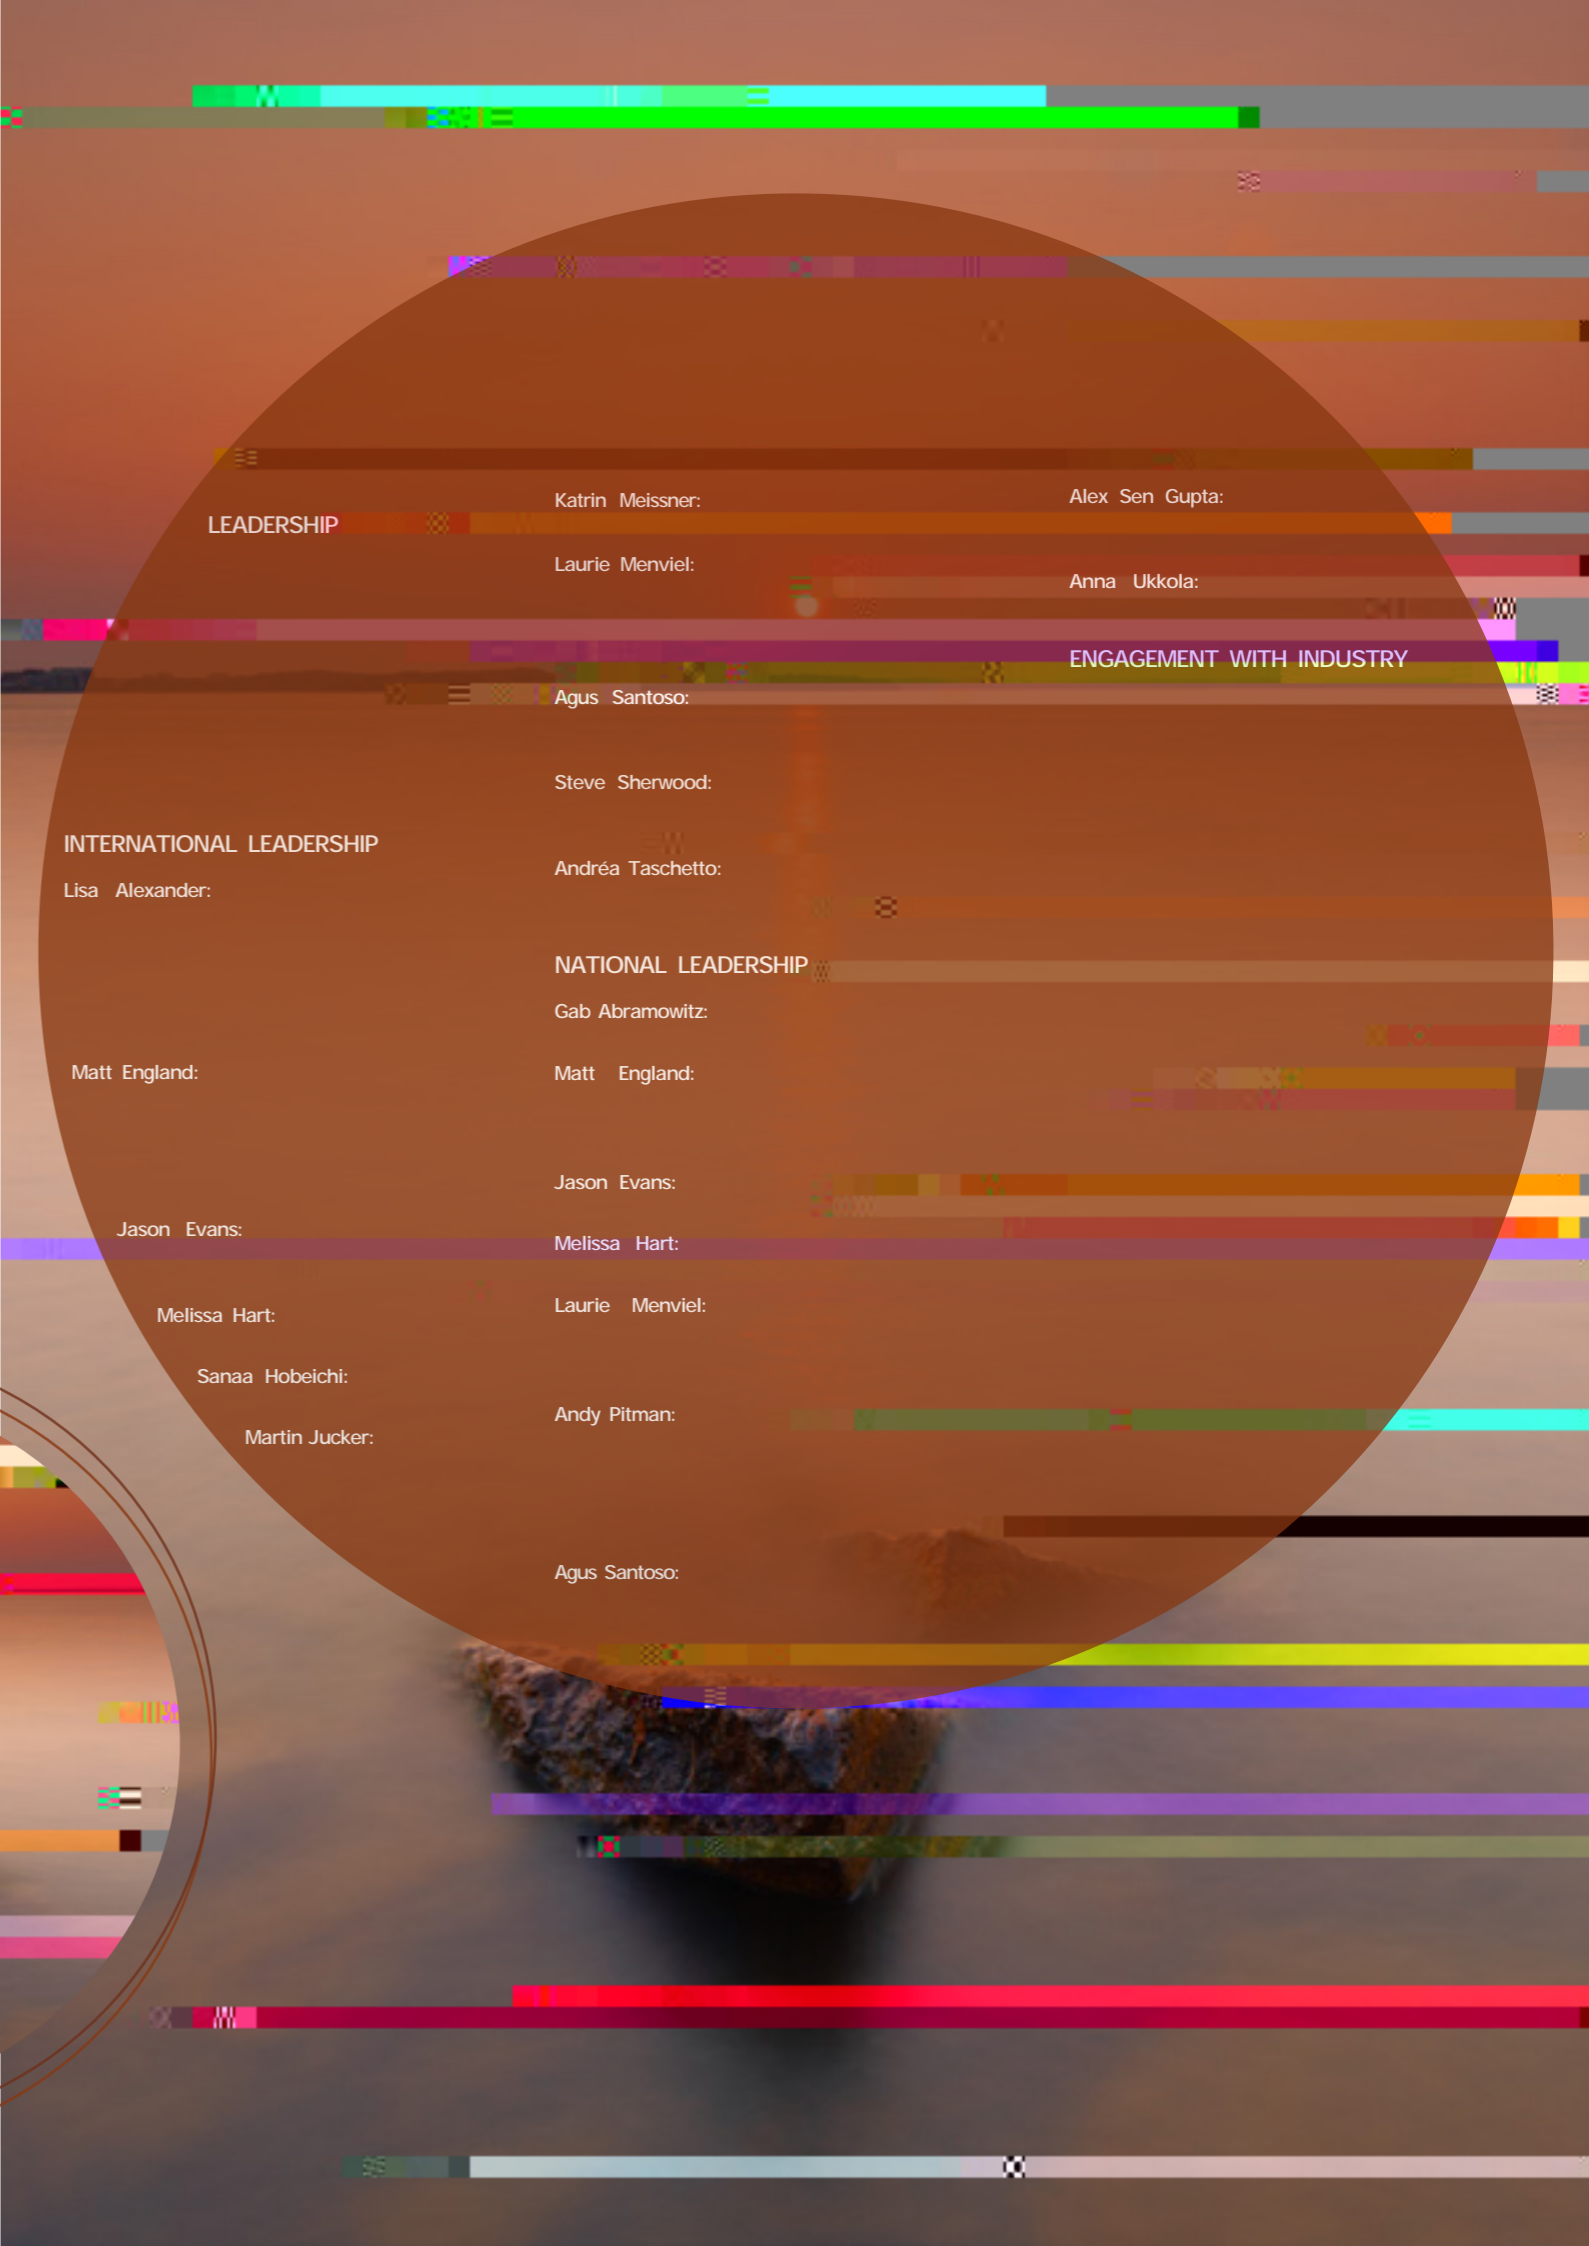 LEADERSHIP
INTERNATIONAL LEADERSHIP
Lisa Alexander:
Matt England:
Jason Evans:
Melissa Hart:
Sanaa Hobeichi:
Martin Jucker:
Katrin Meissner:
Laurie Menviel:
Agus Santoso:
Steve Sherwood:
Andréa Taschetto:
NATIONAL LEADERSHIP
Gab Abramowitz:
Matt England:
Jason Evans:
Melissa Hart:
Laurie Menviel:
Andy Pitman:
Agus Santoso:
Alex Sen Gupta:
Anna Ukkola:
ENGAGEMENT WITH INDUSTRY